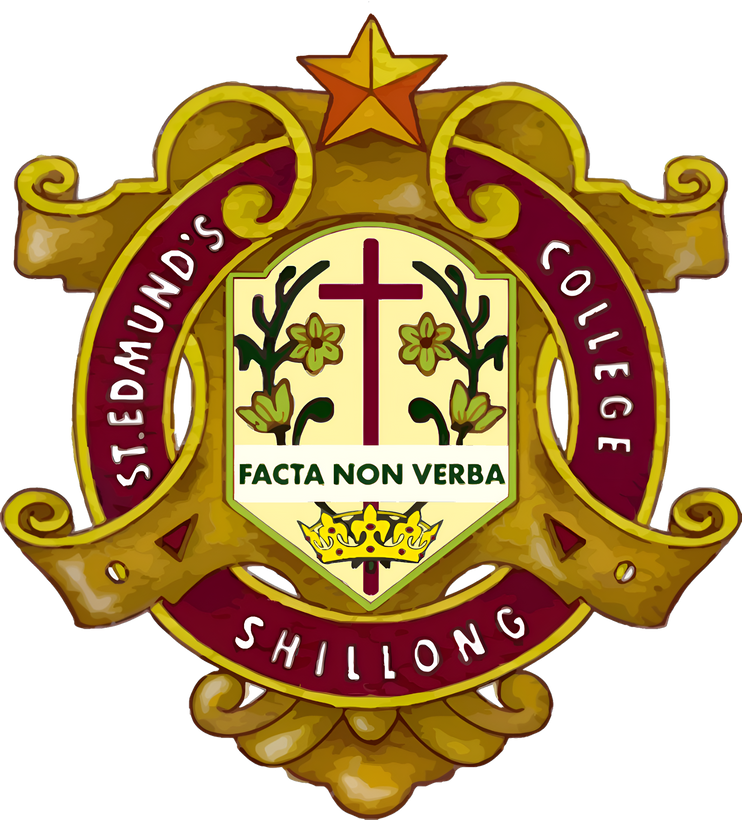 ST.EDMUND'S
COLLEGE
FACTA NON VERBA
SHILLONG